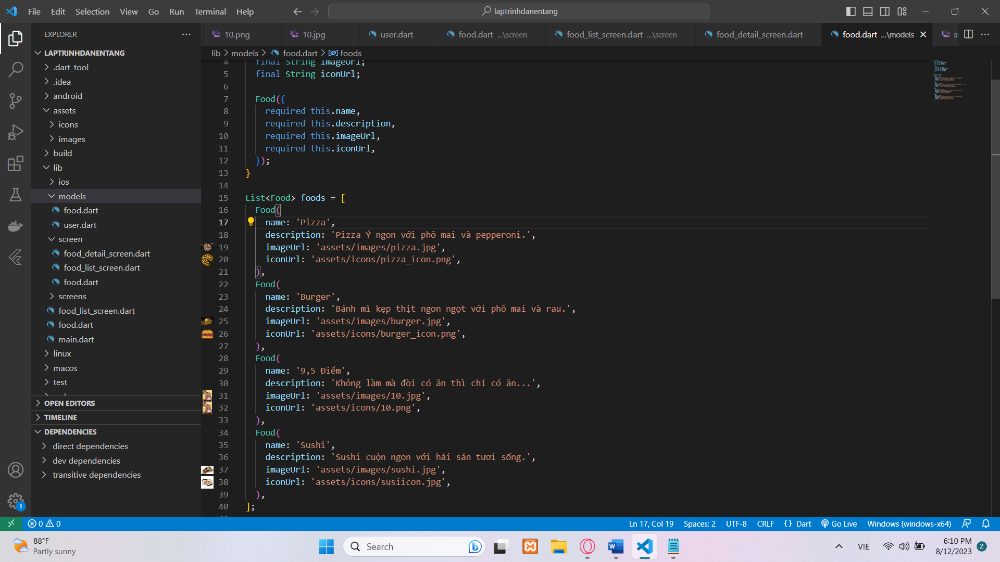 File Edit Selection View Go Run Terminal Help
laptrinhdanentang
EXPLORER
LAPTRINHDANENTANG
.dart_tool
.idea
android
assets
icons
images
build
lib
ios
models
food.dart
user.dart
screen
food_detail_screen.dart
food_list_screen.dart
food.dart
screens
food_list_screen.dart
food.dart
main.dart
linux
macos
test
OPEN EDITORS
TIMELINE
DEPENDENCIES
direct dependencies
dev dependencies
transitive dependencies
1
10.png
10.jpg
user.dart
food.dart ...\screen
food_list_screen.dart ...\screen
food_detail_screen.dart
food.dart ...\models
lib > models > food.dart > foods
4 final String imageUrl;
5 final String iconUrl;
6
7 Food({
8 required this.name,
9 required this.description,
10 required this.imageUrl,
11 required this.iconUrl,
12 });
13 }
14
15 List<Food> foods = [
16 Food(
17 name: 'Pizza',
18 description: 'Pizza Ý ngon với phô mai và pepperoni.',
19 imageUrl: 'assets/images/pizza.jpg',
20 iconUrl: 'assets/icons/pizza_icon.png',
21 ),
22 Food(
23 name: 'Burger',
24 description: 'Bánh mì kẹp thịt ngon ngọt với phô mai và rau.',
25 imageUrl: 'assets/images/burger.jpg',
26 iconUrl: 'assets/icons/burger_icon.png',
27 ),
28 Food(
29 name: '9,5 Điểm',
30 description: 'Không làm mà đòi có ăn thì chỉ có ăn...',
31 imageUrl: 'assets/images/10.jpg',
32 iconUrl: 'assets/icons/10.png',
33 ),
34 Food(
35 name: 'Sushi',
36 description: 'Sushi cuộn ngon với hải sản tươi sống.',
37 imageUrl: 'assets/images/sushi.jpg',
38 iconUrl: 'assets/icons/susiicon.jpg',
39 ),
40 ];
0 0
Ln 17, Col 19 Spaces: 2 UTF-8 CRLF {} Dart Go Live Windows (windows-x64)
88°F
Partly sunny
Search
VIE
6:10 PM
8/12/2023
2